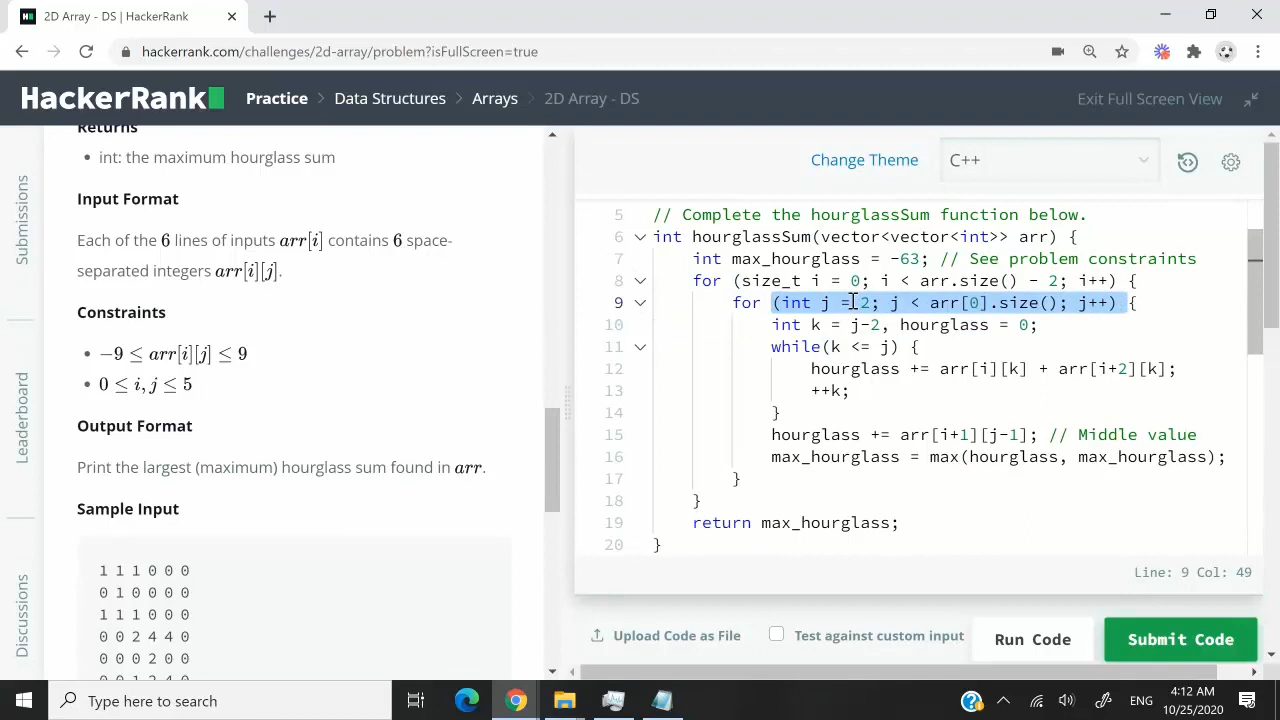 2D Array - DS | HackerRank
hackerrank.com/challenges/2d-array/problem?isFullScreen=true
HackerRank
Practice > Data Structures > Arrays > 2D Array - DS
Exit Full Screen View
Submissions
Leaderboard
Discussions
Returns
• int: the maximum hourglass sum
Input Format
Each of the 6 lines of inputs arr[i] contains 6 space-
separated integers arr[i][j].
Constraints
• −9 ≤ arr[i][j] ≤ 9
• 0 ≤ i, j ≤ 5
Output Format
Print the largest (maximum) hourglass sum found in arr.
Sample Input
1 1 1 0 0 0
0 1 0 0 0 0
1 1 1 0 0 0
0 0 2 4 4 0
0 0 0 2 0 0
0 0 1 2 4 0
Change Theme
C++
5 // Complete the hourglassSum function below.
6 int hourglassSum(vector<vector<int>> arr) {
7 int max_hourglass = -63; // See problem constraints
8 for (size_t i = 0; i < arr.size() - 2; i++) {
9 for (int j = 2; j < arr[0].size(); j++) {
10 int k = j-2, hourglass = 0;
11 while(k <= j) {
12 hourglass += arr[i][k] + arr[i+2][k];
13 ++k;
14 }
15 hourglass += arr[i+1][j-1]; // Middle value
16 max_hourglass = max(hourglass, max_hourglass);
17 }
18 }
19 return max_hourglass;
20 }
Line: 9 Col: 49
Upload Code as File
Test against custom input
Run Code
Submit Code
Type here to search
ENG
4:12 AM
10/25/2020